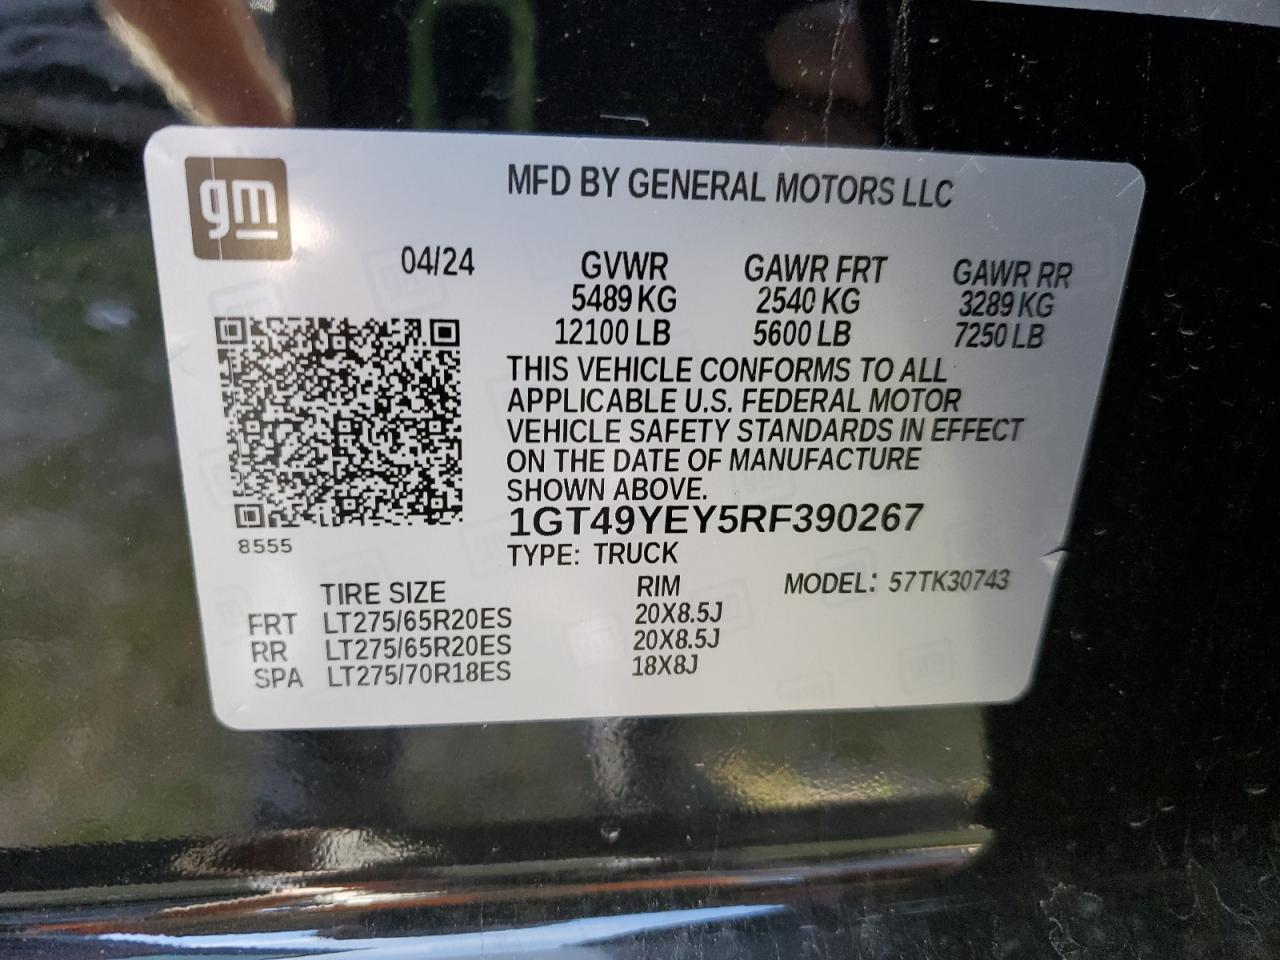 gm
MFD BY GENERAL MOTORS LLC
04/24 GVWR GAWR FRT GAWR RR
5489 KG 2540 KG 3289 KG
12100 LB 5600 LB 7250 LB
THIS VEHICLE CONFORMS TO ALL
APPLICABLE U.S. FEDERAL MOTOR
VEHICLE SAFETY STANDARDS IN EFFECT
ON THE DATE OF MANUFACTURE
SHOWN ABOVE.
1GT49YEY5RF390267
8555
TYPE: TRUCK
TIRE SIZE RIM MODEL: 57TK30743
FRT LT275/65R20ES 20X8.5J
RR LT275/65R20ES 20X8.5J
SPA LT275/70R18ES 18X8J